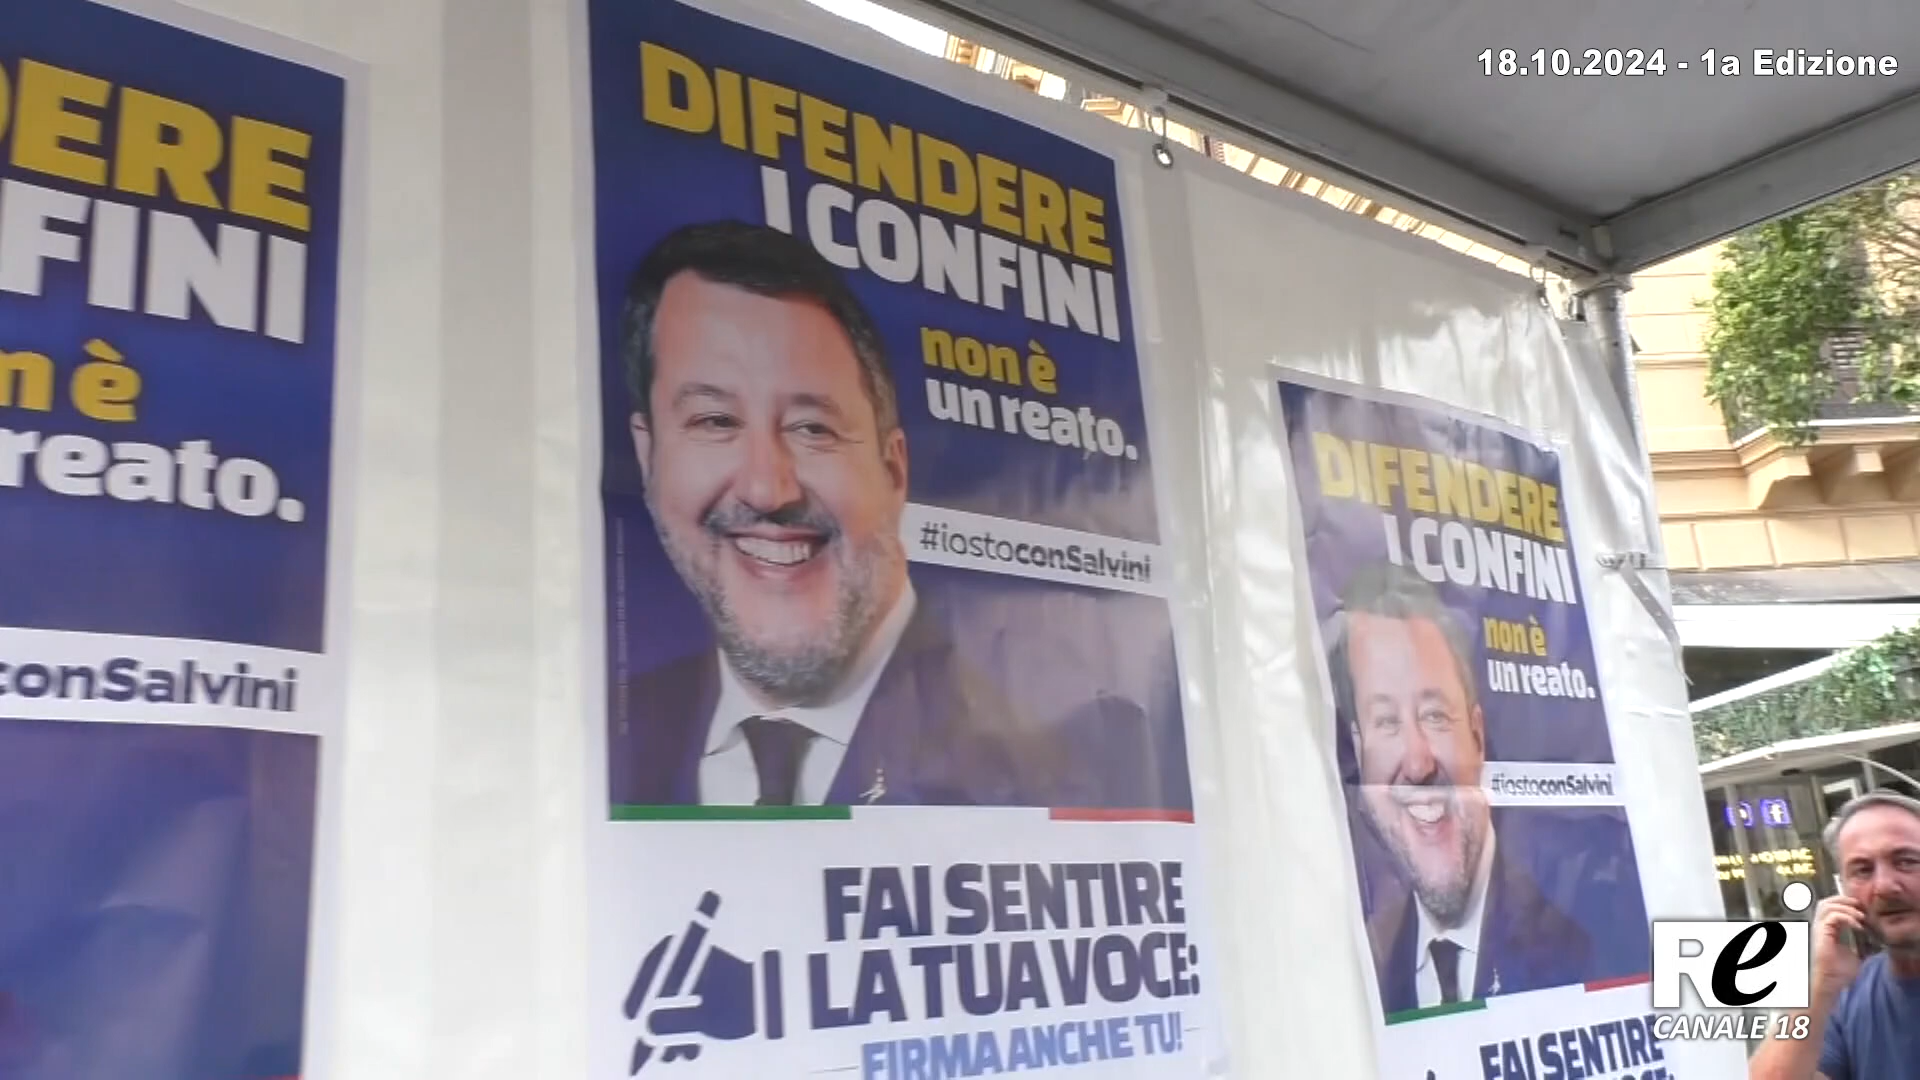 18.10.2024 - 1a Edizione
DERE
FINI
n è
reato.
conSalvini
DIFENDERE
I CONFINI
non è
un reato.
#iostoconSalvini
FAI SENTIRE
LA TUA VOCE:
FIRMA ANCHE TU!
DIFENDERE
I CONFINI
non è
un reato.
#iostoconSalvini
FAI SENTIRE
Re
CANALE 18